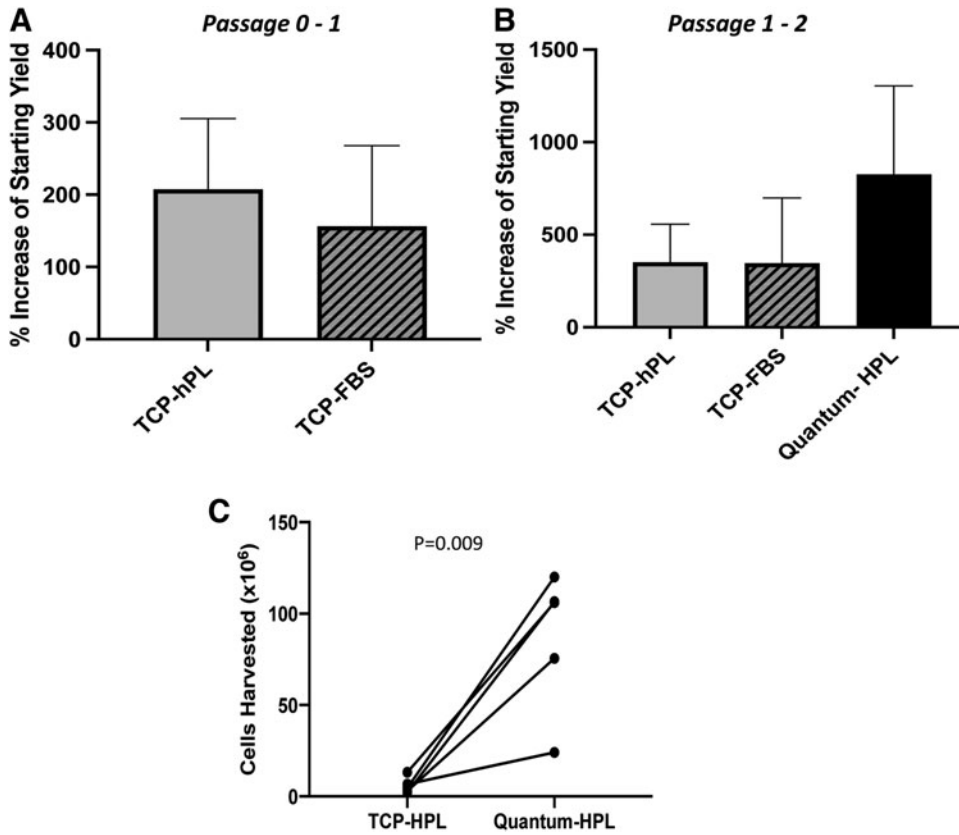 A
Passage 0 - 1
% Increase of Starting Yield
400
300
200
100
0
TCP-hPL
TCP-FBS
B
Passage 1 - 2
% Increase of Starting Yield
1500
1000
500
0
TCP-hPL
TCP-FBS
Quantum- HPL
C
Cells Harvested (x10⁶)
150
100
50
0
P=0.009
TCP-HPL
Quantum-HPL